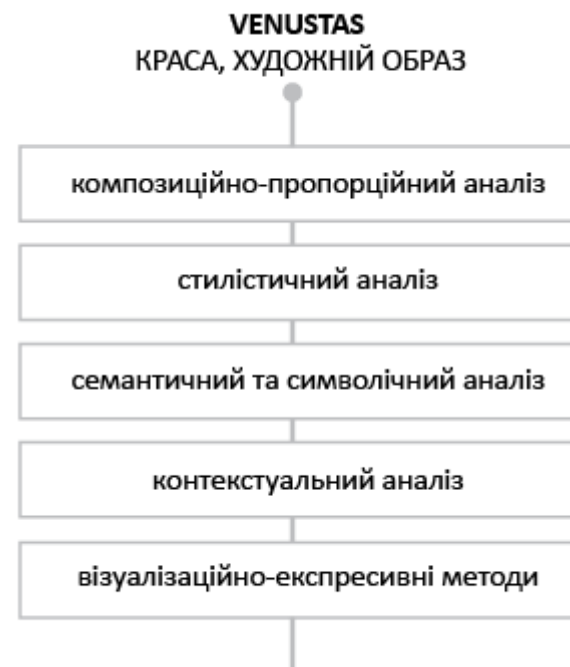 VENUSTAS
КРАСА, ХУДОЖНІЙ ОБРАЗ
композиційно-пропорційний аналіз
стилістичний аналіз
семантичний та символічний аналіз
контекстуальний аналіз
візуалізаційно-експресивні методи